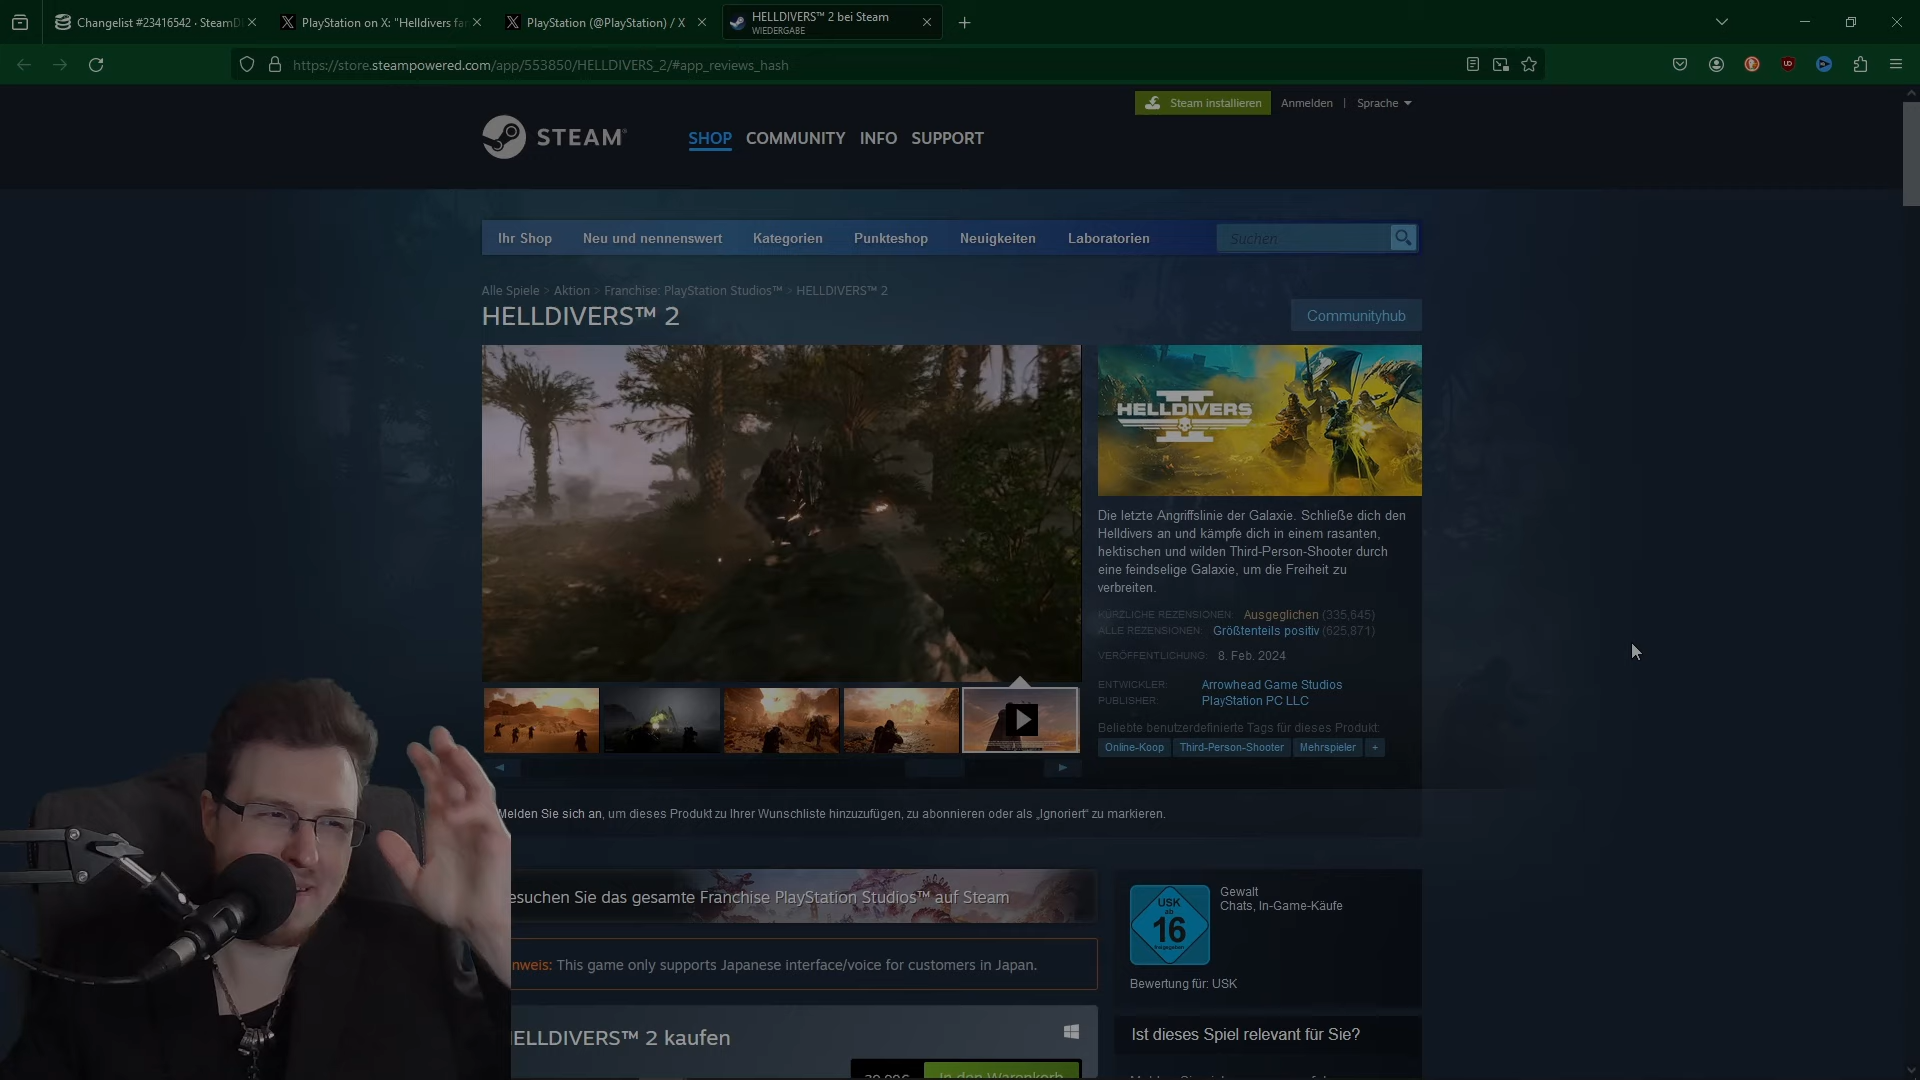 Changelist #23416542 · SteamD
PlayStation on X: "Helldivers fa
PlayStation (@PlayStation) / X
HELLDIVERS™ 2 bei Steam
WIEDERGABE
https://store.steampowered.com/app/553850/HELLDIVERS_2/#app_reviews_hash
Steam installieren
Anmelden | Sprache
STEAM®
SHOP COMMUNITY INFO SUPPORT
Ihr Shop Neu und nennenswert Kategorien Punkteshop Neuigkeiten Laboratorien
Suchen
Alle Spiele > Aktion > Franchise: PlayStation Studios™ > HELLDIVERS™ 2
HELLDIVERS™ 2
Communityhub
HELLDIVERS
Die letzte Angriffslinie der Galaxie. Schließe dich den
Helldivers an und kämpfe dich in einem rasanten,
hektischen und wilden Third-Person-Shooter durch
eine feindselige Galaxie, um die Freiheit zu
verbreiten.
KÜRZLICHE REZENSIONEN: Ausgeglichen (335,645)
ALLE REZENSIONEN: Größtenteils positiv (625,871)
VERÖFFENTLICHUNG: 8. Feb. 2024
ENTWICKLER: Arrowhead Game Studios
PUBLISHER: PlayStation PC LLC
Beliebte benutzerdefinierte Tags für dieses Produkt:
Online-Koop Third-Person-Shooter Mehrspieler +
Melden Sie sich an, um dieses Produkt zu Ihrer Wunschliste hinzuzufügen, zu abonnieren oder als „Ignoriert“ zu markieren.
esuchen Sie das gesamte Franchise PlayStation Studios™ auf Steam
nweis: This game only supports Japanese interface/voice for customers in Japan.
ELLDIVERS™ 2 kaufen
In den Warenkorb
USK
ab
16
Gewalt
Chats, In-Game-Käufe
Bewertung für: USK
Ist dieses Spiel relevant für Sie?